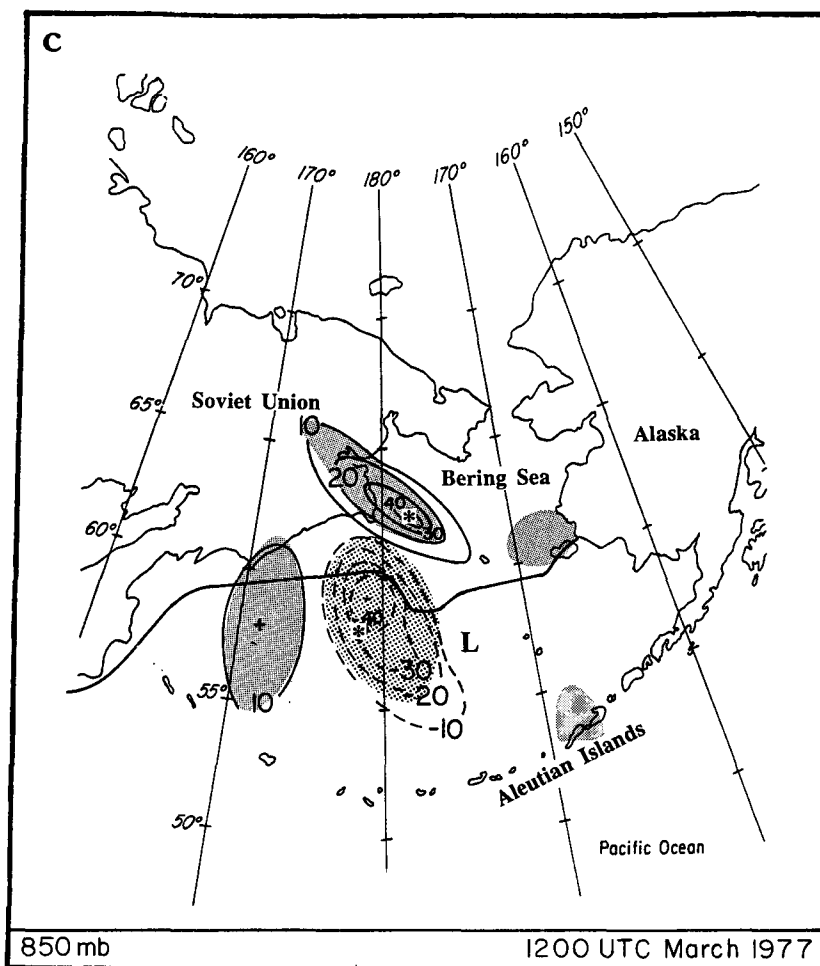 C
150°
160°
160°
170°
170°
180°
70°
65°
Soviet Union
10
Alaska
20
Bering Sea
40
30
60°
40
L
-30
55°
10
-20
-10
Aleutian Islands
50°
Pacific Ocean
850 mb
1200 UTC March 1977